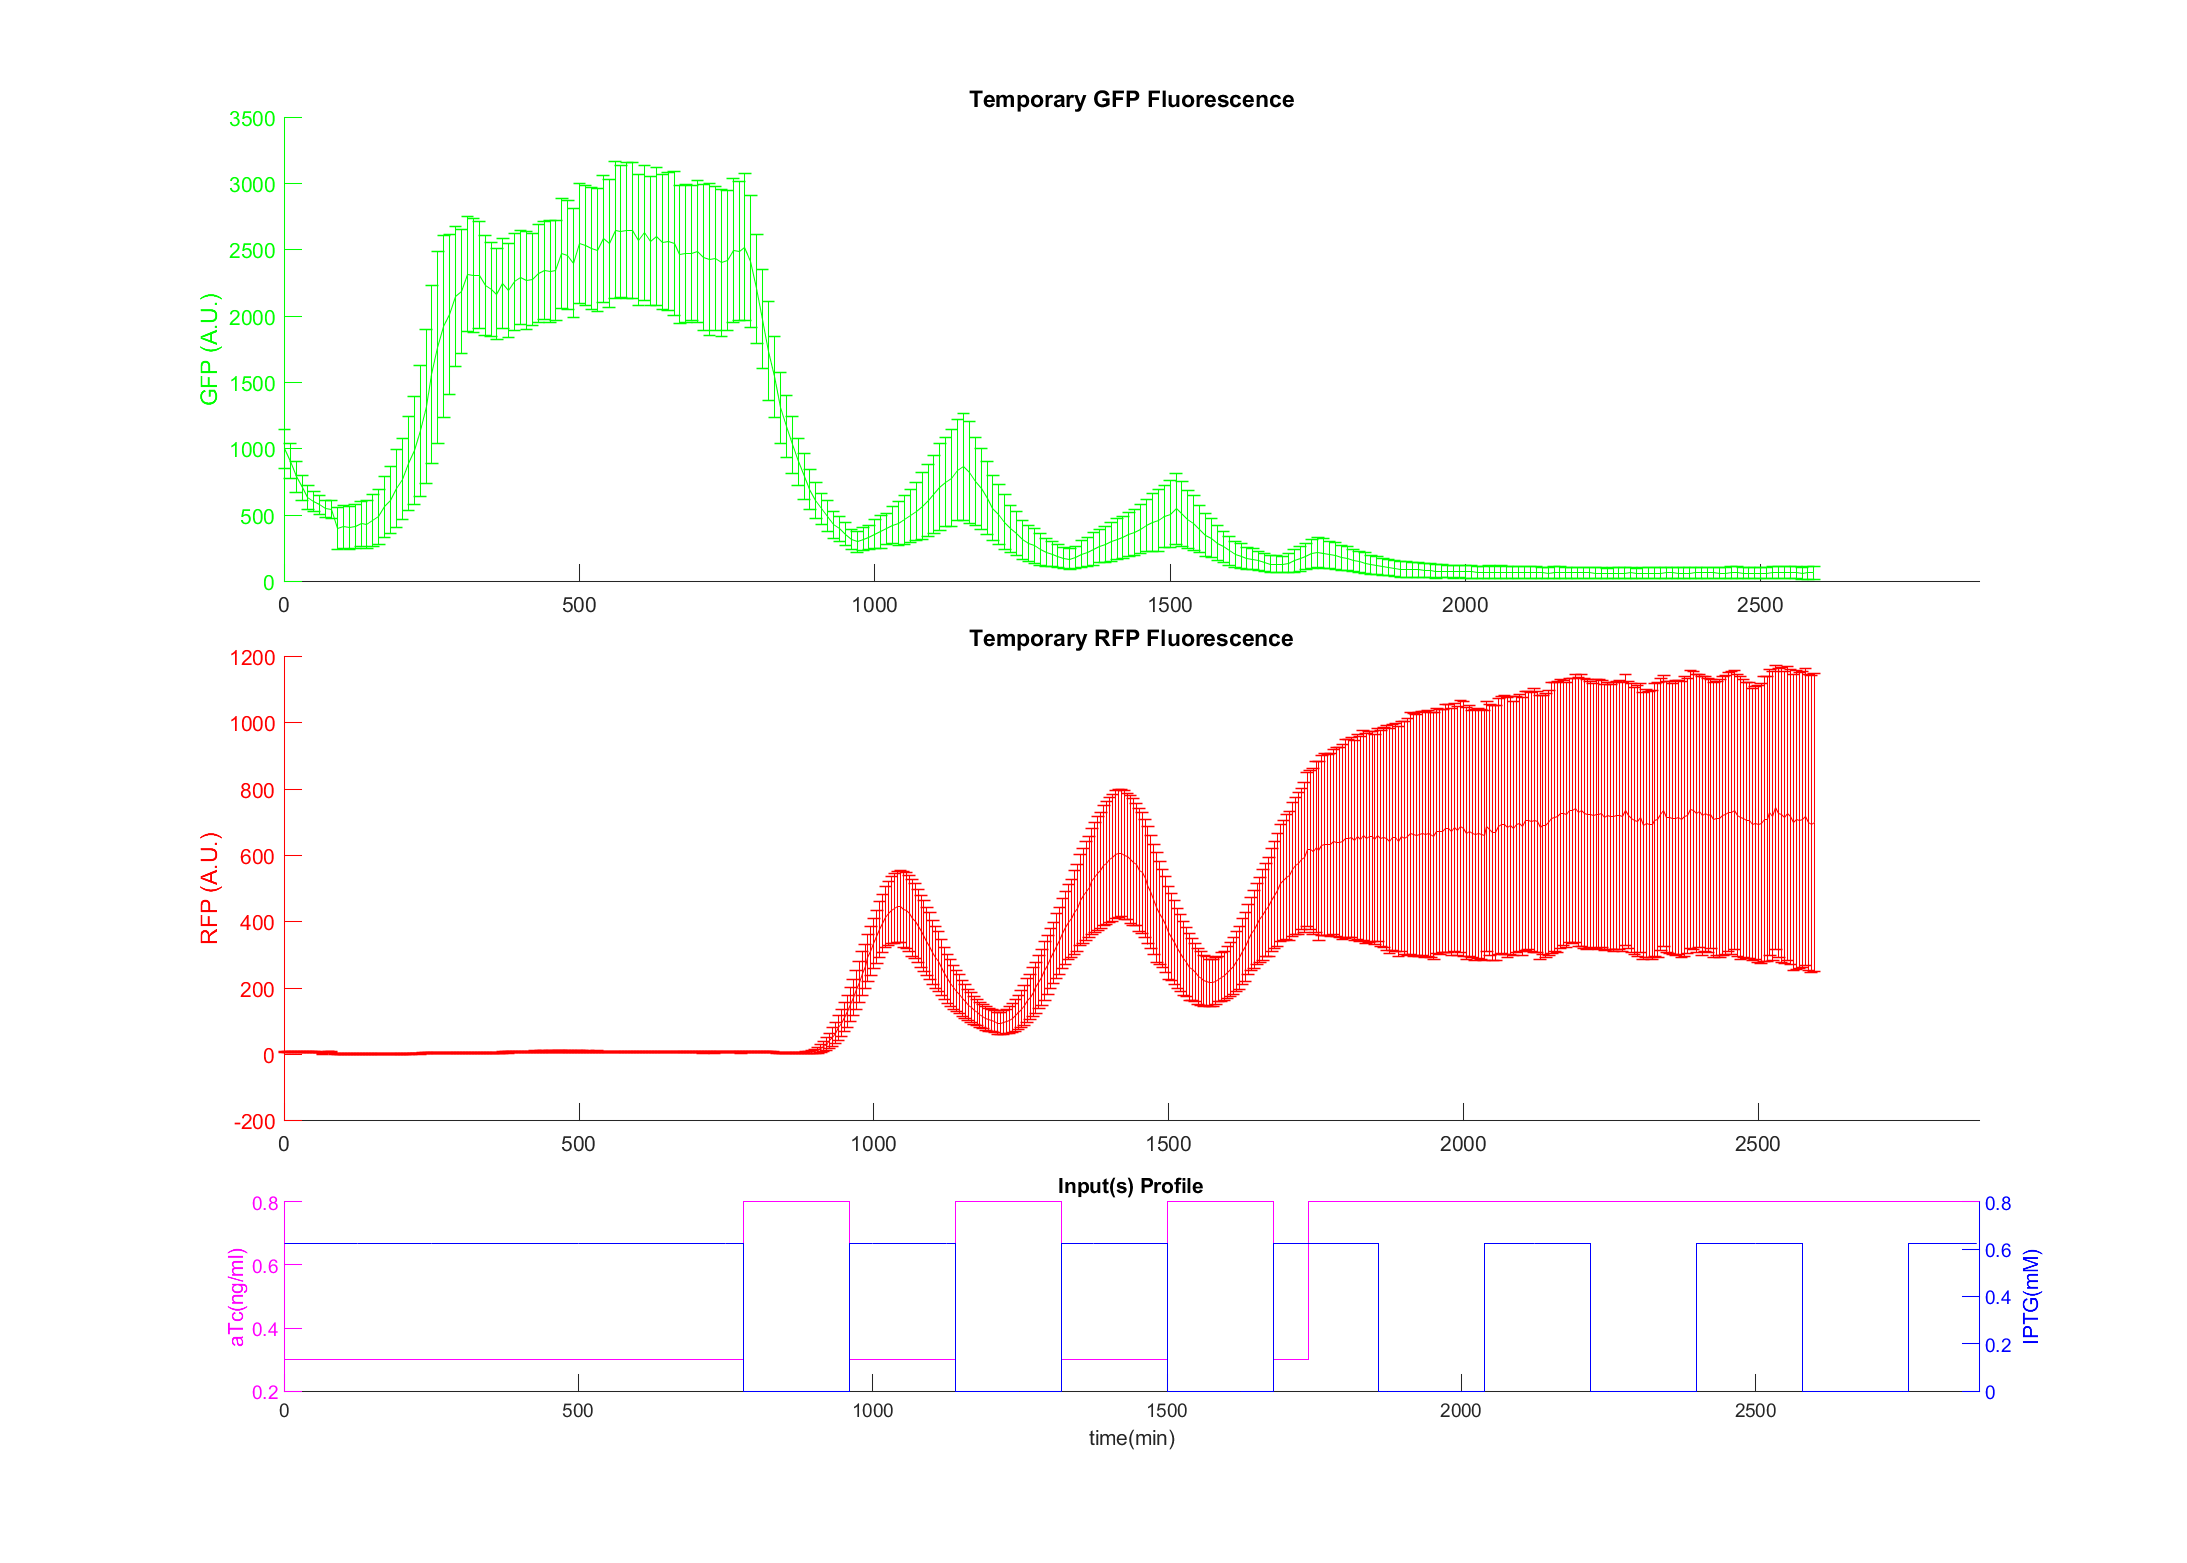 Temporary GFP Fluorescence
3500
3000
2500
2000
1500
1000
500
0
GFP (A.U.)
0 500 1000 1500 2000 2500
Temporary RFP Fluorescence
1200
1000
800
600
400
200
0
-200
RFP (A.U.)
0 500 1000 1500 2000 2500
Input(s) Profile
0.8
0.6
0.4
0.2
aTc(ng/ml)
0.8
0.6
0.4
0.2
0
IPTG(mM)
0 500 1000 1500 2000 2500
time(min)